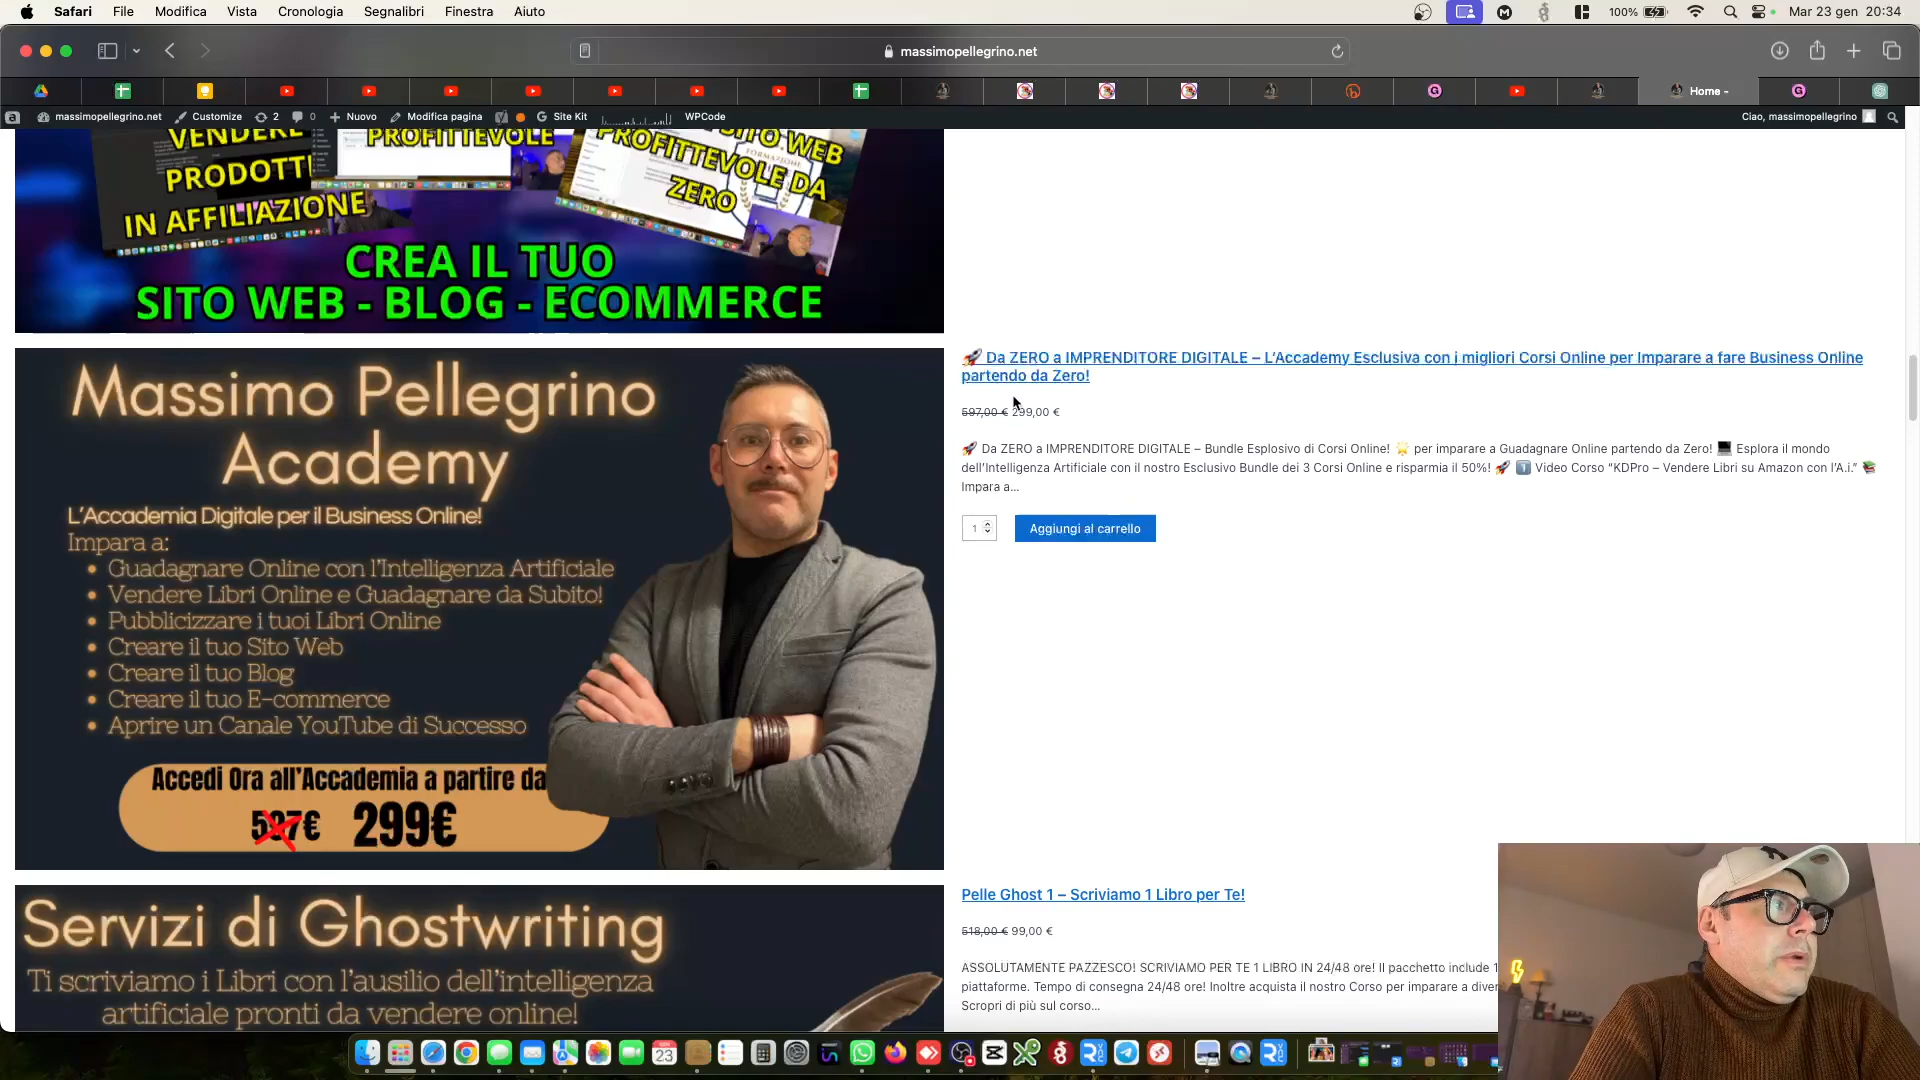 Safari File Modifica Vista Cronologia Segnalibri Finestra Aiuto
100% Mar 23 gen 20:34
massimopellegrino.net
Home -
massimopellegrino.net Customize 2 0 Nuovo Modifica pagina Site Kit WPCode
Ciao, massimopellegrino
VENDERE
PRODOTTI
IN AFFILIAZIONE
PROFITTEVOLE
SITO WEB
PROFITTEVOLE DA
ZERO
CREA IL TUO
SITO WEB - BLOG - ECOMMERCE
Massimo Pellegrino
Academy
L'Accademia Digitale per il Business Online!
Impara a:
• Guadagnare Online con l'Intelligenza Artificiale
• Vendere Libri Online e Guadagnare da Subito!
• Pubblicizzare i tuoi Libri Online
• Creare il tuo Sito Web
• Creare il tuo Blog
• Creare il tuo E-commerce
• Aprire un Canale YouTube di Successo
Accedi Ora all'Accademia a partire da
597€ 299€
🚀 Da ZERO a IMPRENDITORE DIGITALE – L'Accademy Esclusiva con i migliori Corsi Online per Imparare a fare Business Online
partendo da Zero!
597,00 € 299,00 €
🚀 Da ZERO a IMPRENDITORE DIGITALE – Bundle Esplosivo di Corsi Online! 🌟 per imparare a Guadagnare Online partendo da Zero! 💻 Esplora il mondo
dell'Intelligenza Artificiale con il nostro Esclusivo Bundle dei 3 Corsi Online e risparmia il 50%! 🚀 1️⃣ Video Corso "KDPro – Vendere Libri su Amazon con l'A.i." 📚
Impara a...
1 Aggiungi al carrello
Servizi di Ghostwriting
Ti scriviamo i Libri con l'ausilio dell'intelligenza
artificiale pronti da vendere online!
Pelle Ghost 1 – Scriviamo 1 Libro per Te!
518,00 € 99,00 €
ASSOLUTAMENTE PAZZESCO! SCRIVIAMO PER TE 1 LIBRO IN 24/48 ore! Il pacchetto include 1
piattaforme. Tempo di consegna 24/48 ore! Inoltre acquista il nostro Corso per imparare a diven
Scropri di più sul corso...
23